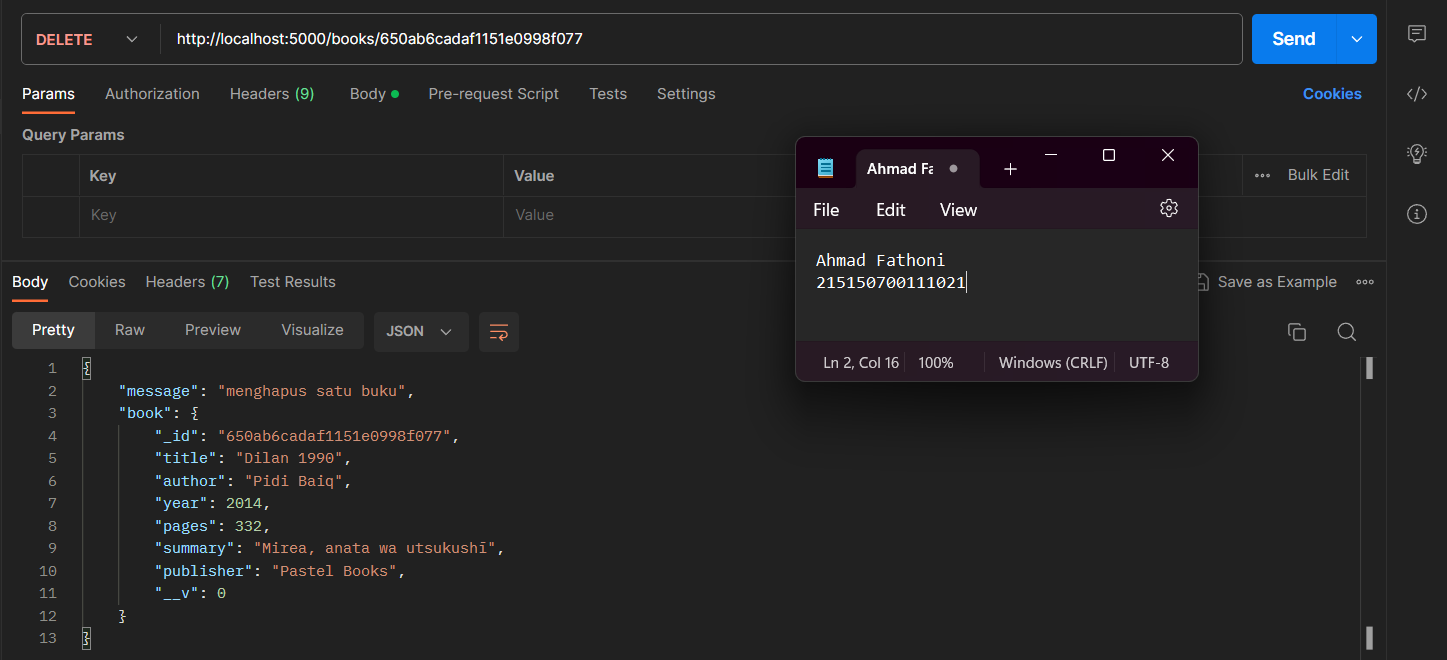 DELETE http://localhost:5000/books/650ab6cadaf1151e0998f077 Send
Params Authorization Headers (9) Body Pre-request Script Tests Settings Cookies
Query Params
Key Value ••• Bulk Edit
Key Value
Ahmad Fa
File Edit View
Ahmad Fathoni
215150700111021
Ln 2, Col 16 100% Windows (CRLF) UTF-8
Body Cookies Headers (7) Test Results Save as Example •••
Pretty Raw Preview Visualize JSON
1 {
2 "message": "menghapus satu buku",
3 "book": {
4 "_id": "650ab6cadaf1151e0998f077",
5 "title": "Dilan 1990",
6 "author": "Pidi Baiq",
7 "year": 2014,
8 "pages": 332,
9 "summary": "Mirea, anata wa utsukushī",
10 "publisher": "Pastel Books",
11 "__v": 0
12 }
13 }